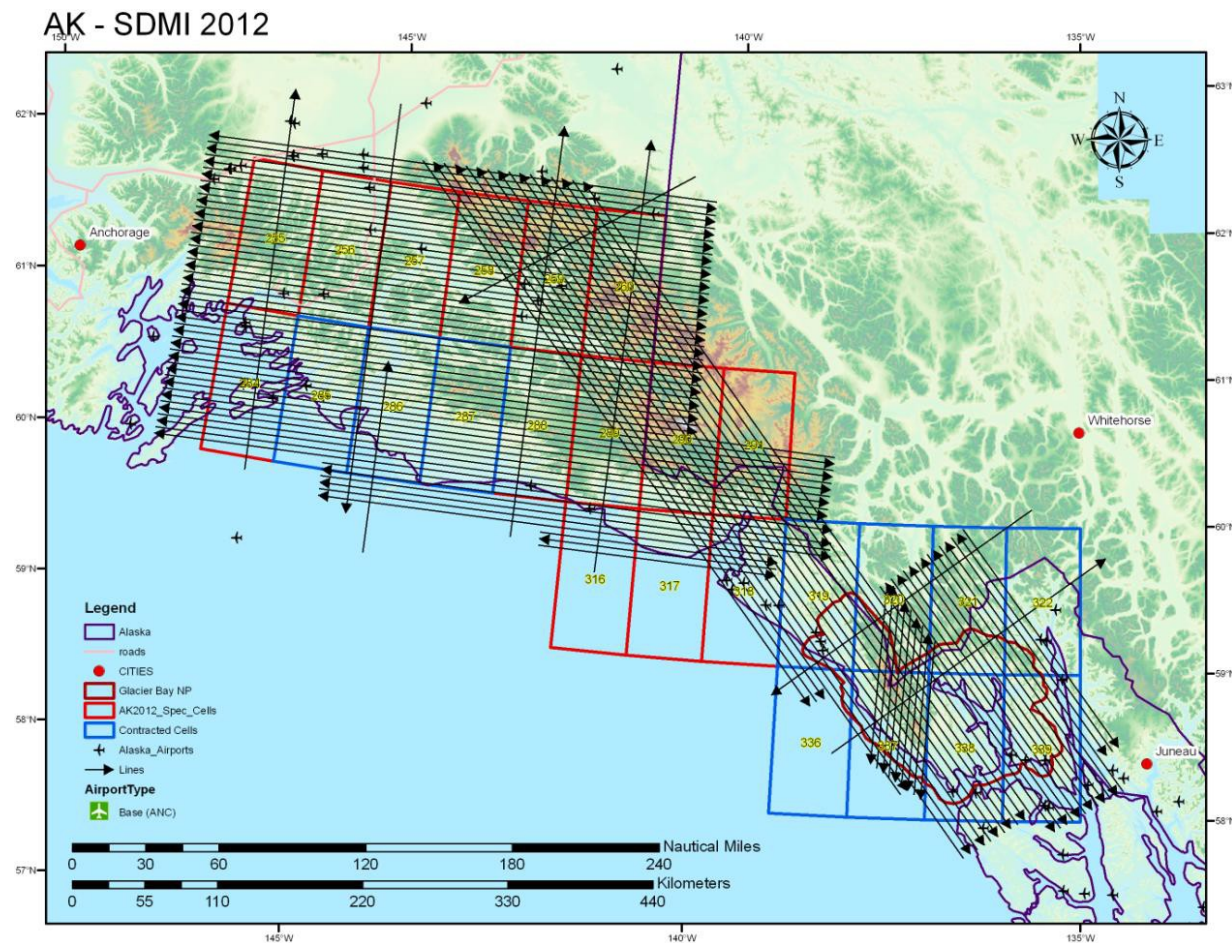 AK - SDMI 2012
150°W
145°W
140°W
135°W
62°N
63°N
N
W
E
S
Anchorage
62°N
61°N
255
256
257
258
259
260
61°N
60°N
285
286
287
288
289
290
291
Whitehorse
60°N
59°N
316
317
318
319
320
321
322
59°N
58°N
336
337
338
339
Juneau
58°N
57°N
Legend
Alaska
roads
CITIES
Glacier Bay NP
AK2012_Spec_Cells
Contracted Cells
Alaska_Airports
Lines
AirportType
Base (ANC)
Nautical Miles
0 30 60 120 180 240
Kilometers
0 55 110 220 330 440
145°W
140°W
135°W